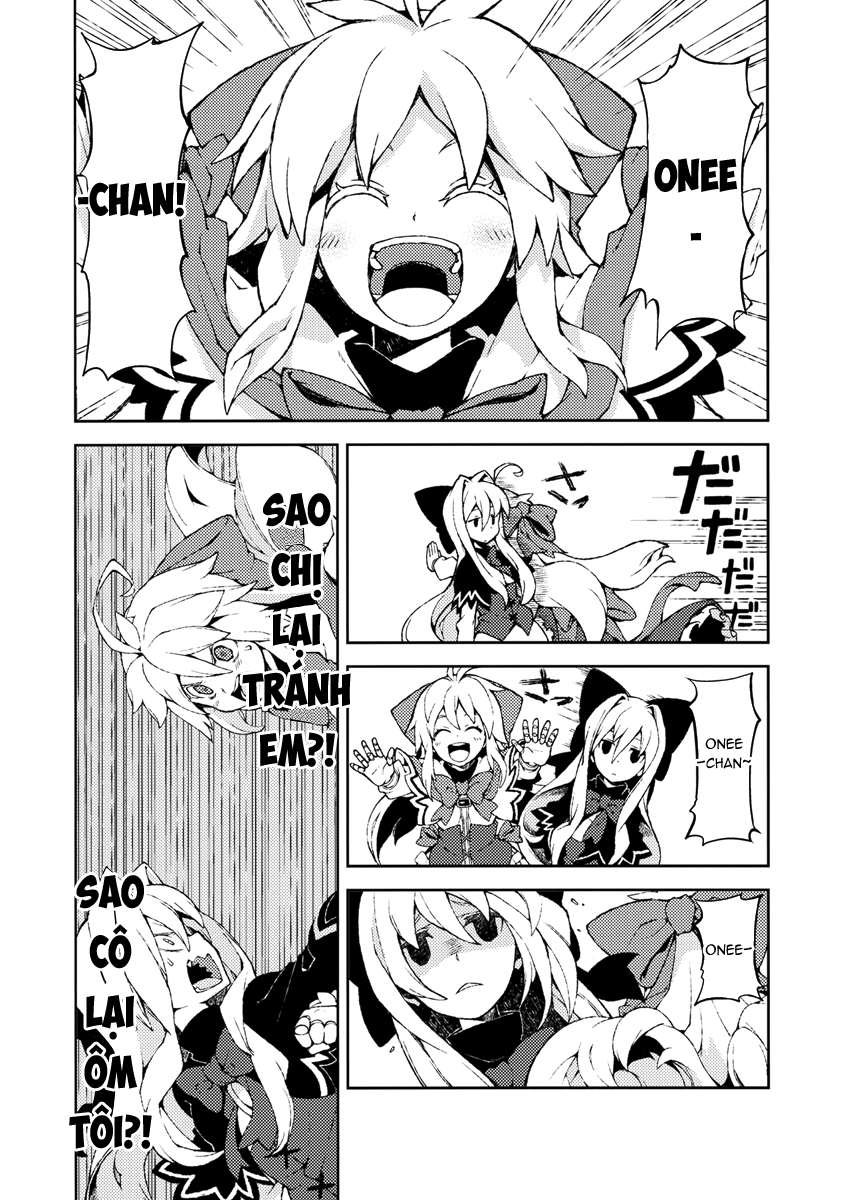 ONEE
-
-CHAN!
だだだだだ
ONEE
~CHAN~
ONEE~
SAO
CHỊ
LẠI
TRÁNH
EM?!
SAO
CÔ
LẠI
ÔM
TÔI?!